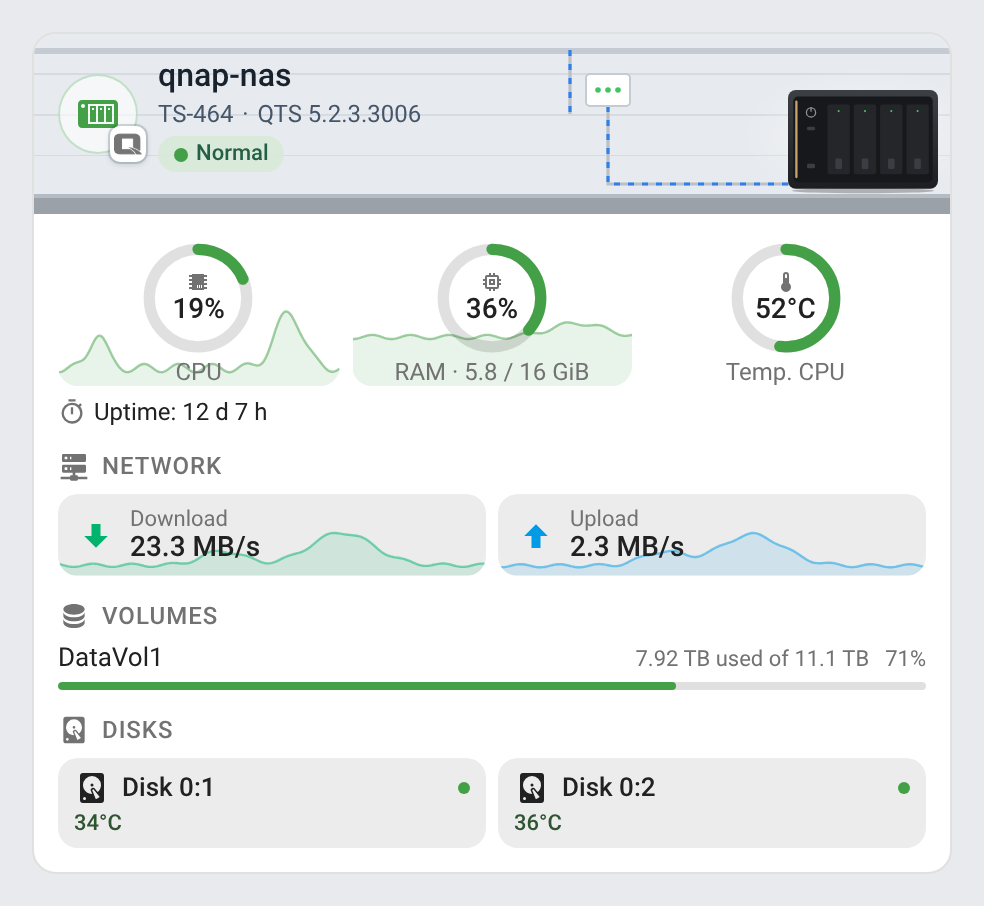 qnap-nas
TS-464 · QTS 5.2.3.3006
Normal
19%
36%
52°C
CPU
RAM · 5.8 / 16 GiB
Temp. CPU
Uptime: 12 d 7 h
NETWORK
Download
23.3 MB/s
Upload
2.3 MB/s
VOLUMES
DataVol1
7.92 TB used of 11.1 TB 71%
DISKS
Disk 0:1
34°C
Disk 0:2
36°C